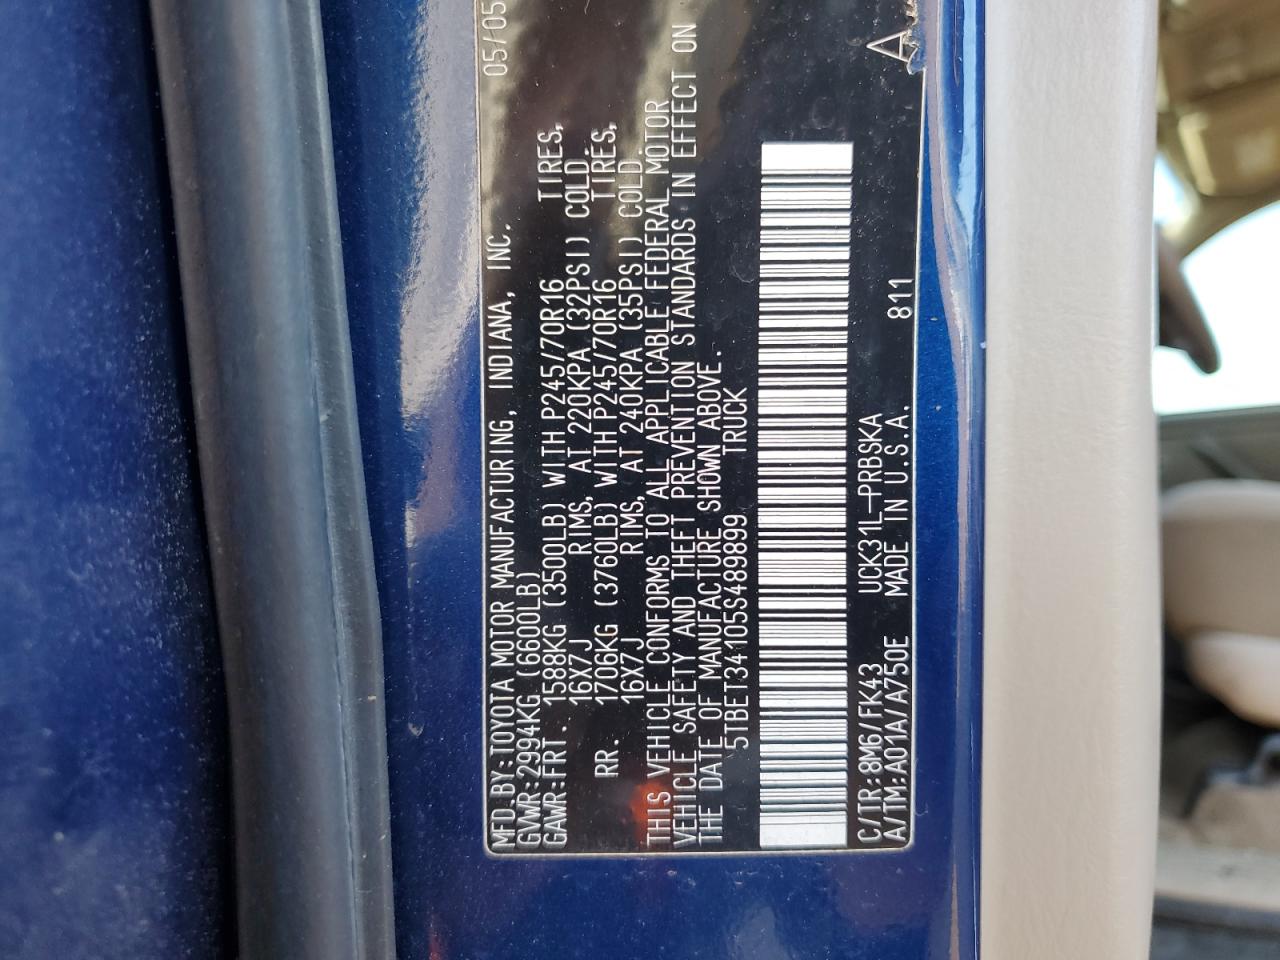 MFD.BY:TOYOTA MOTOR MANUFACTURING, INDIANA, INC. 05/05
GVWR:2994KG (6600LB)
GAWR:FRT. 1588KG (3500LB) WITH P245/70R16 TIRES,
16X7J RIMS, AT 220KPA (32PSI) COLD.
RR. 1706KG (3760LB) WITH P245/70R16 TIRES,
16X7J RIMS, AT 240KPA (35PSI) COLD.
THIS VEHICLE CONFORMS TO ALL APPLICABLE FEDERAL MOTOR
VEHICLE SAFETY AND THEFT PREVENTION STANDARDS IN EFFECT ON
THE DATE OF MANUFACTURE SHOWN ABOVE.
5TBET34105S489899 TRUCK
C/TR:8M6/FK43 UCK31L-PRBSKA
A/TM:A01A/A750E MADE IN U.S.A. 811